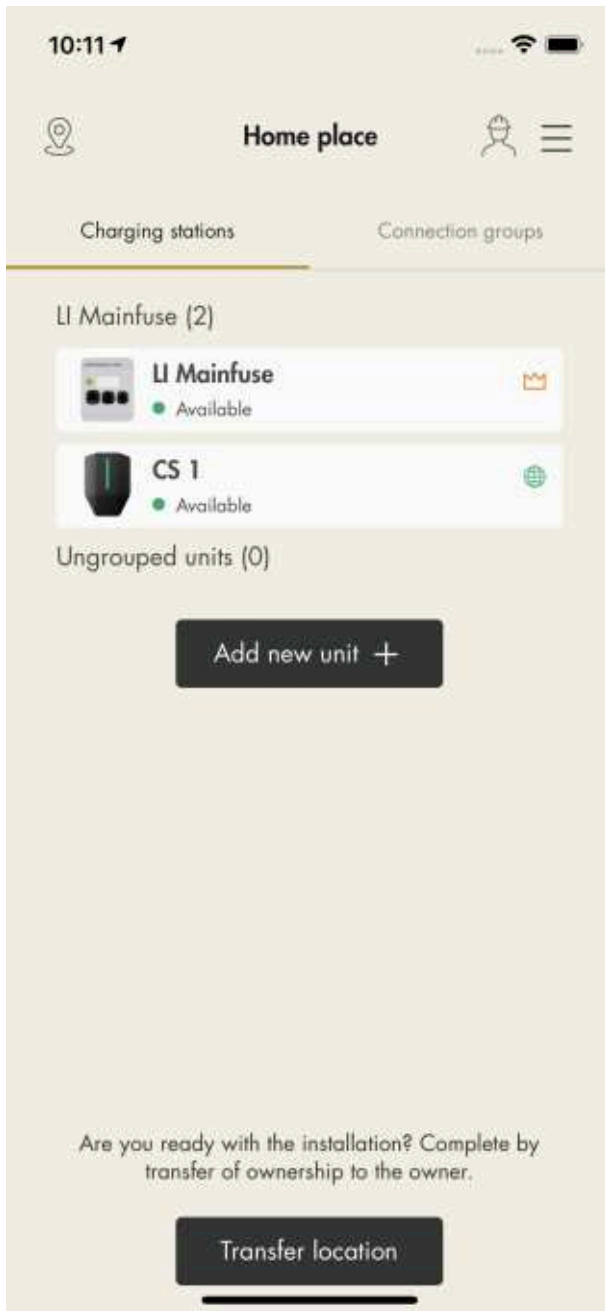 10:11
Home place
Charging stations
Connection groups
LI Mainfuse (2)
LI Mainfuse
Available
CS 1
Available
Ungrouped units (0)
Add new unit +
Are you ready with the installation? Complete by
transfer of ownership to the owner.
Transfer location